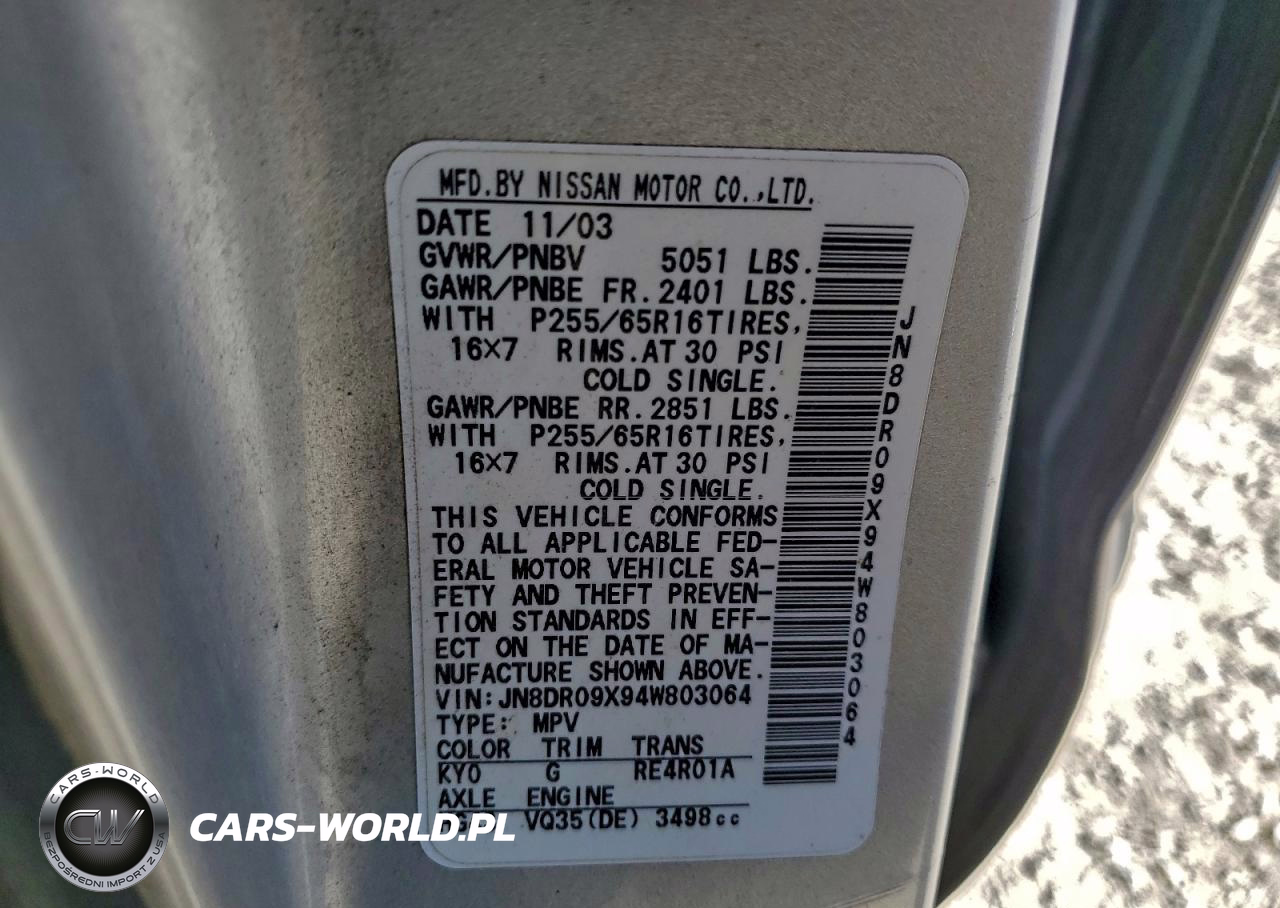 MFD.BY NISSAN MOTOR CO.,LTD.
DATE 11/03
GVWR/PNBV 5051 LBS.
GAWR/PNBE FR.2401 LBS.
WITH P255/65R16TIRES,
16×7 RIMS.AT 30 PSI
COLD SINGLE.
GAWR/PNBE RR.2851 LBS.
WITH P255/65R16TIRES,
16×7 RIMS.AT 30 PSI
COLD SINGLE.
THIS VEHICLE CONFORMS
TO ALL APPLICABLE FED-
ERAL MOTOR VEHICLE SA-
FETY AND THEFT PREVEN-
TION STANDARDS IN EFF-
ECT ON THE DATE OF MA-
NUFACTURE SHOWN ABOVE.
VIN:JN8DR09X94W803064
TYPE: MPV
COLOR TRIM TRANS
KY0 G RE4R01A
AXLE ENGINE
VQ35(DE) 3498cc
JN8DR09X94W803064
CARS-WORLD
CW
BEZPOŚREDNI IMPORT Z USA
CARS-WORLD.PL